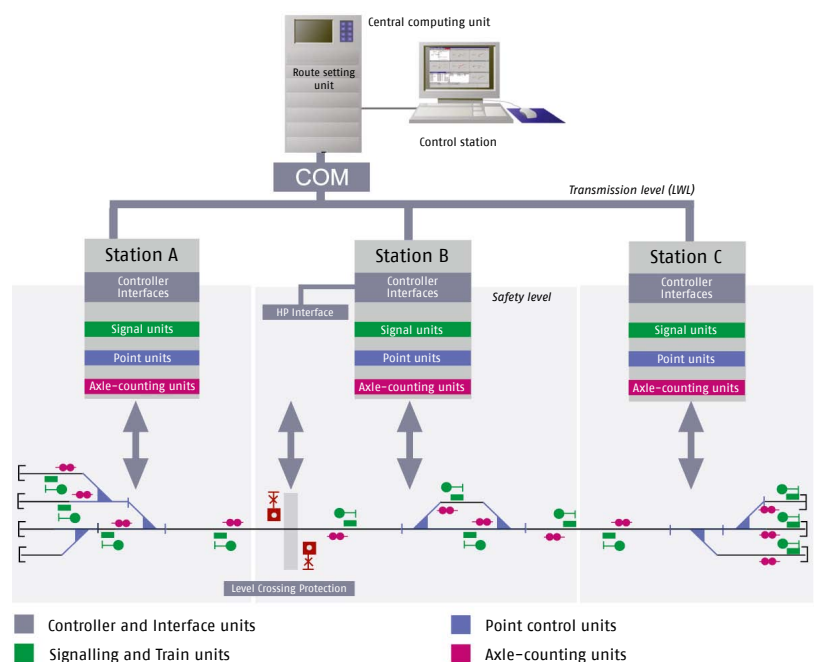 Central computing unit
Route setting
unit
Control station
COM
Transmission level (LWL)
Station A
Controller
Interfaces
Signal units
Point units
Axle-counting units
Station B
Controller
Interfaces
HP Interface
Signal units
Point units
Axle-counting units
Safety level
Station C
Controller
Interfaces
Signal units
Point units
Axle-counting units
Level Crossing Protection
Controller and Interface units
Point control units
Signalling and Train units
Axle-counting units